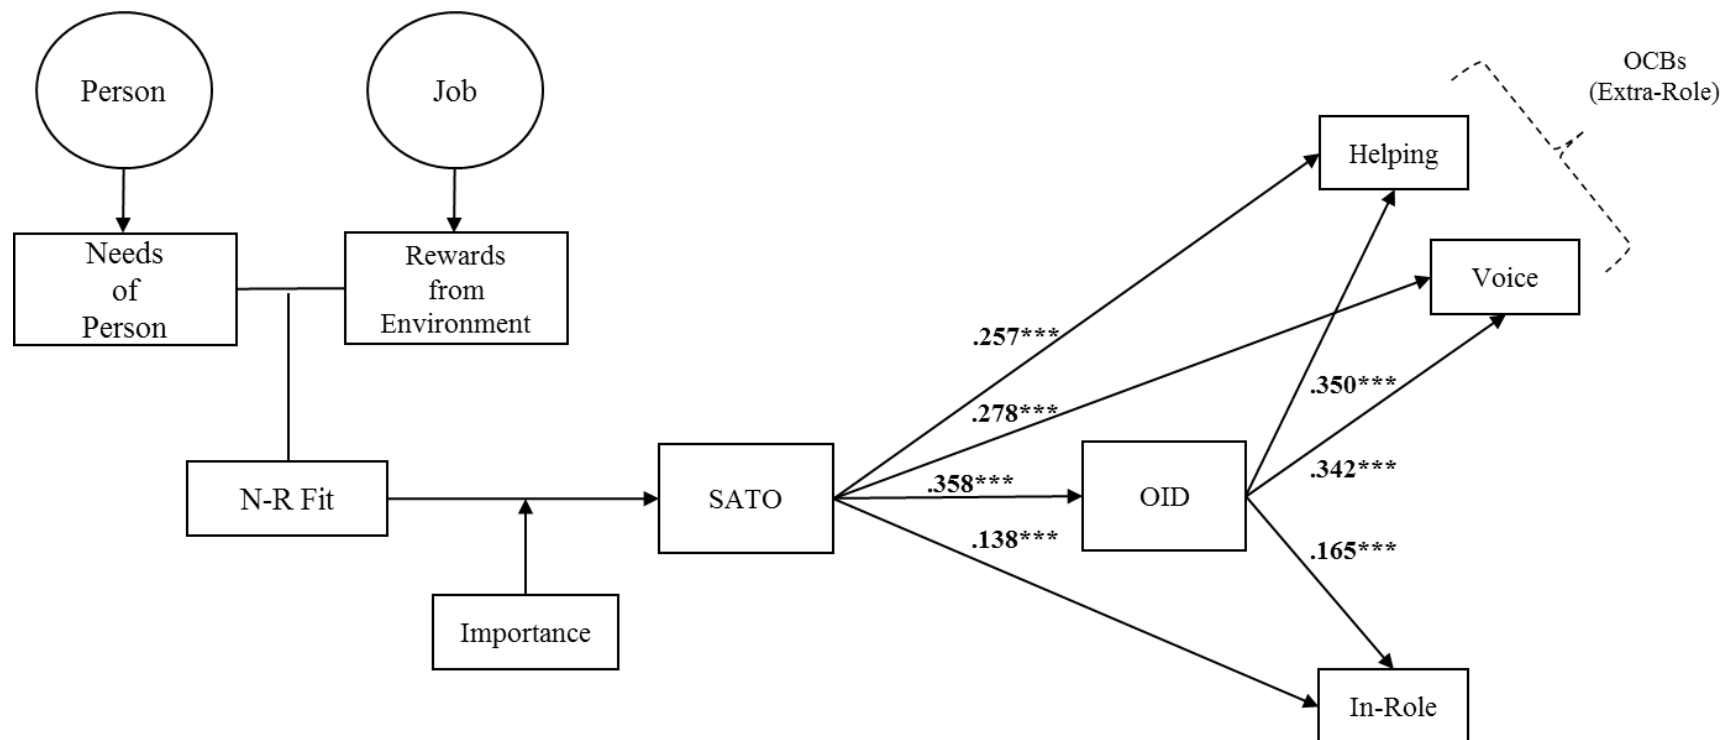 Person
Job
OCBs
(Extra-Role)
Helping
Needs
of
Person
Rewards
from
Environment
Voice
.257***
.350***
.278***
.342***
N-R Fit
SATO
.358***
OID
.138***
.165***
Importance
In-Role